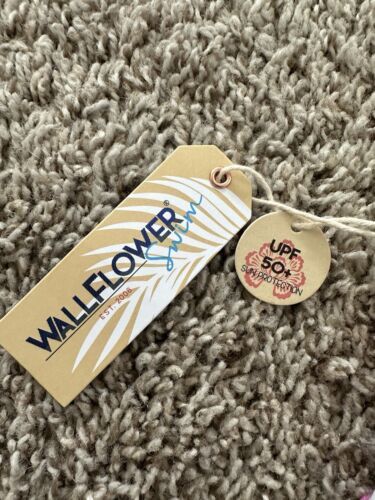 WALLFLOWER®
Swim
EST. 2008
UPF
50+
SUN PROTECTION